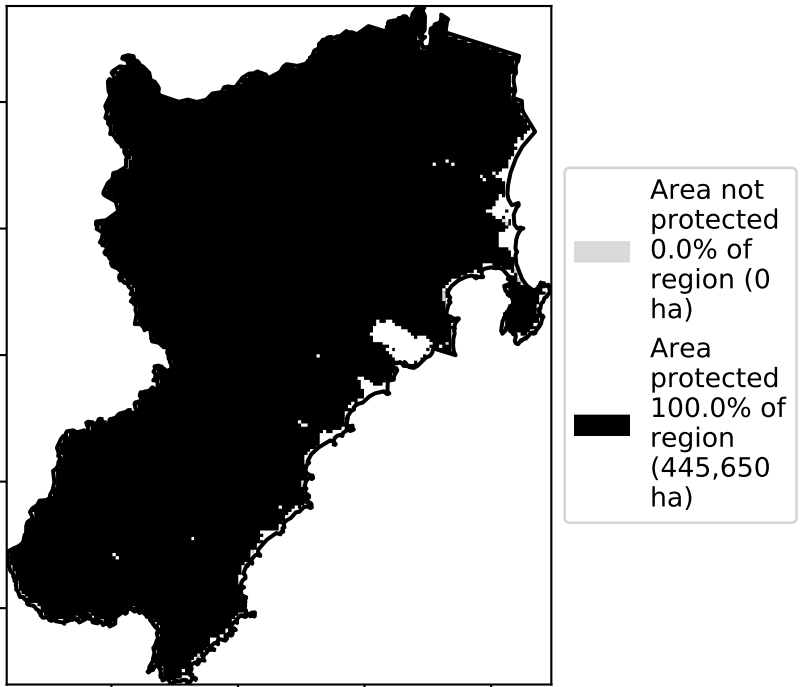 Area not
protected
0.0% of
region (0
ha)
Area
protected
100.0% of
region
(445,650
ha)